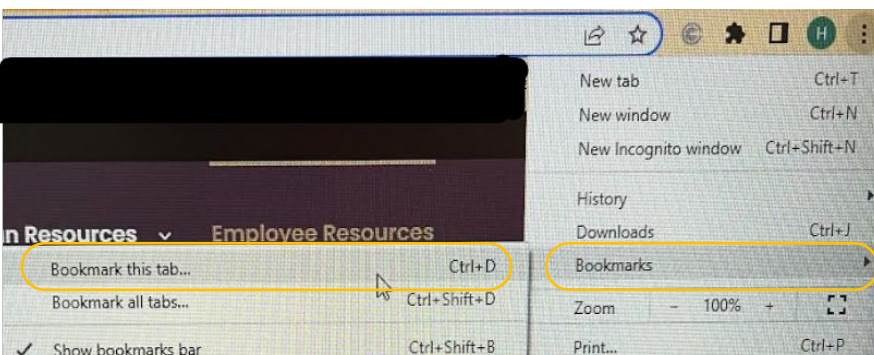 H
New tab Ctrl+T
New window Ctrl+N
New Incognito window Ctrl+Shift+N
History
Downloads Ctrl+J
Bookmarks
Zoom - 100% +
Print... Ctrl+P
n Resources Employee Resources
Bookmark this tab... Ctrl+D
Bookmark all tabs... Ctrl+Shift+D
Show bookmarks bar Ctrl+Shift+B